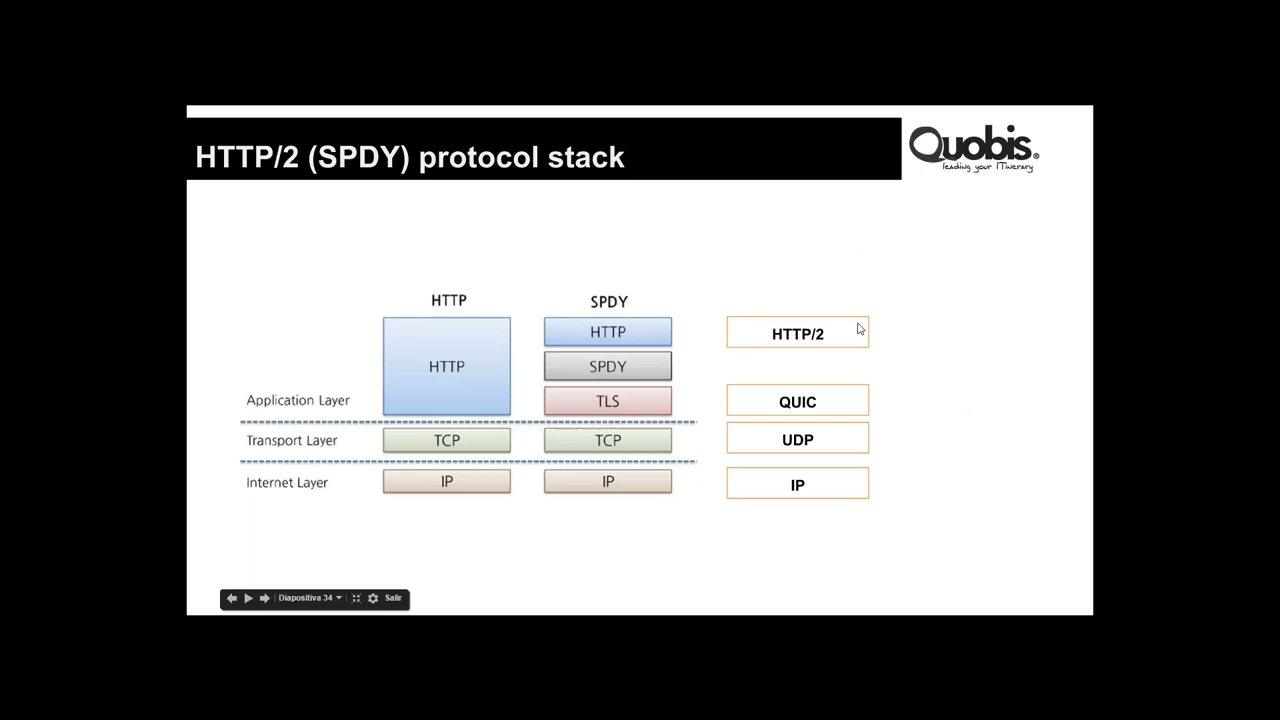 HTTP/2 (SPDY) protocol stack
Quobis®
leading your ITinerary
HTTP SPDY
HTTP SPDY TLS
HTTP
HTTP/2
Application Layer
QUIC
Transport Layer TCP TCP UDP
Internet Layer IP IP IP
Diapositiva 34 Salir